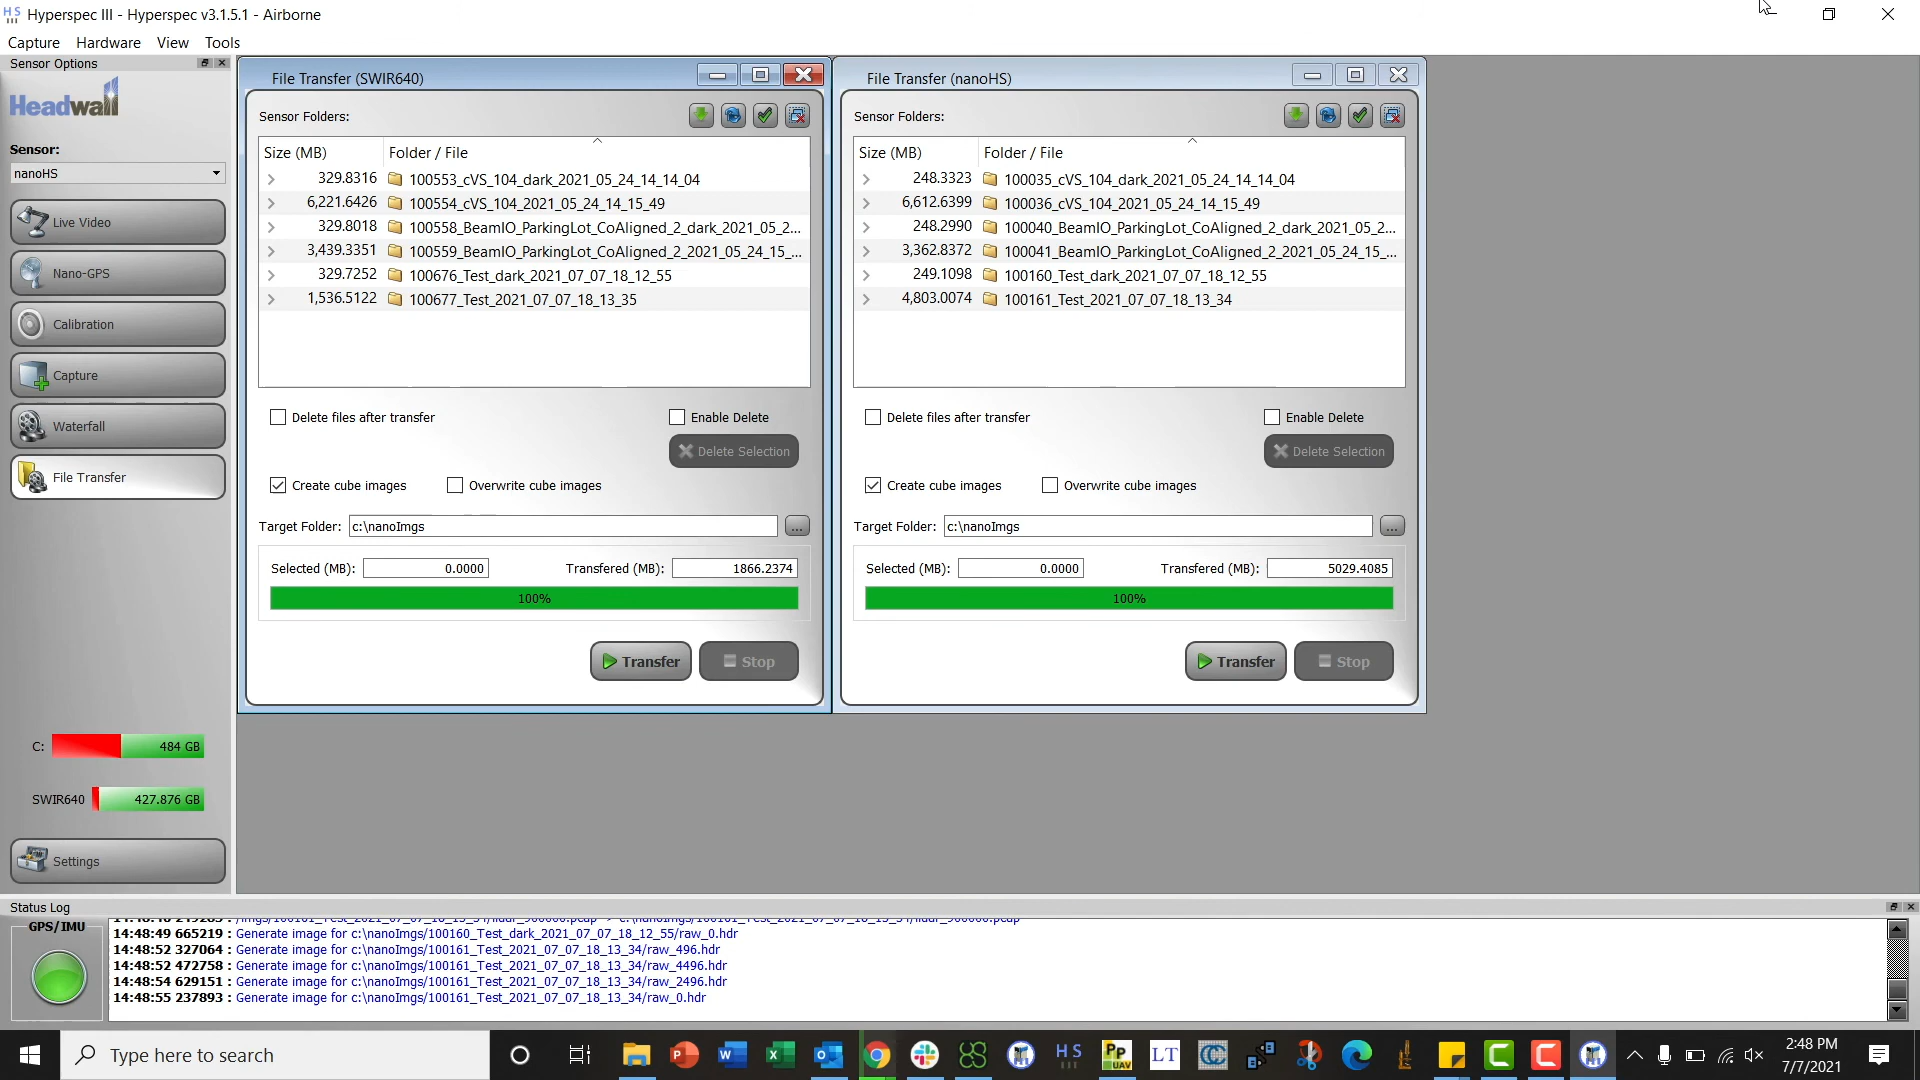 Hyperspec III - Hyperspec v3.1.5.1 - Airborne
Capture Hardware View Tools
Sensor Options
Headwall
Sensor:
nanoHS
Live Video
Nano-GPS
Calibration
Capture
Waterfall
File Transfer
C: 484 GB
SWIR640 427.876 GB
Settings
File Transfer (SWIR640)
Sensor Folders:
Size (MB) Folder / File
329.8316 100553_cVS_104_dark_2021_05_24_14_14_04
6,221.6426 100554_cVS_104_2021_05_24_14_15_49
329.8018 100558_BeamIO_ParkingLot_CoAligned_2_dark_2021_05_2...
3,439.3351 100559_BeamIO_ParkingLot_CoAligned_2_2021_05_24_15_...
329.7252 100676_Test_dark_2021_07_07_18_12_55
1,536.5122 100677_Test_2021_07_07_18_13_35
Delete files after transfer Enable Delete
Delete Selection
Create cube images Overwrite cube images
Target Folder: c:\nanoImgs ...
Selected (MB): 0.0000 Transfered (MB): 1866.2374
100%
Transfer Stop
File Transfer (nanoHS)
Sensor Folders:
Size (MB) Folder / File
248.3323 100035_cVS_104_dark_2021_05_24_14_14_04
6,612.6399 100036_cVS_104_2021_05_24_14_15_49
248.2990 100040_BeamIO_ParkingLot_CoAligned_2_dark_2021_05_2...
3,362.8372 100041_BeamIO_ParkingLot_CoAligned_2_2021_05_24_15_...
249.1098 100160_Test_dark_2021_07_07_18_12_55
4,803.0074 100161_Test_2021_07_07_18_13_34
Delete files after transfer Enable Delete
Delete Selection
Create cube images Overwrite cube images
Target Folder: c:\nanoImgs ...
Selected (MB): 0.0000 Transfered (MB): 5029.4085
100%
Transfer Stop
Status Log
GPS/IMU
14:48:49 665219 : Generate image for c:\nanoImgs/100160_Test_dark_2021_07_07_18_12_55/raw_0.hdr
14:48:52 327064 : Generate image for c:\nanoImgs/100161_Test_2021_07_07_18_13_34/raw_496.hdr
14:48:52 472758 : Generate image for c:\nanoImgs/100161_Test_2021_07_07_18_13_34/raw_4496.hdr
14:48:54 629151 : Generate image for c:\nanoImgs/100161_Test_2021_07_07_18_13_34/raw_2496.hdr
14:48:55 237893 : Generate image for c:\nanoImgs/100161_Test_2021_07_07_18_13_34/raw_0.hdr
Type here to search
2:48 PM
7/7/2021